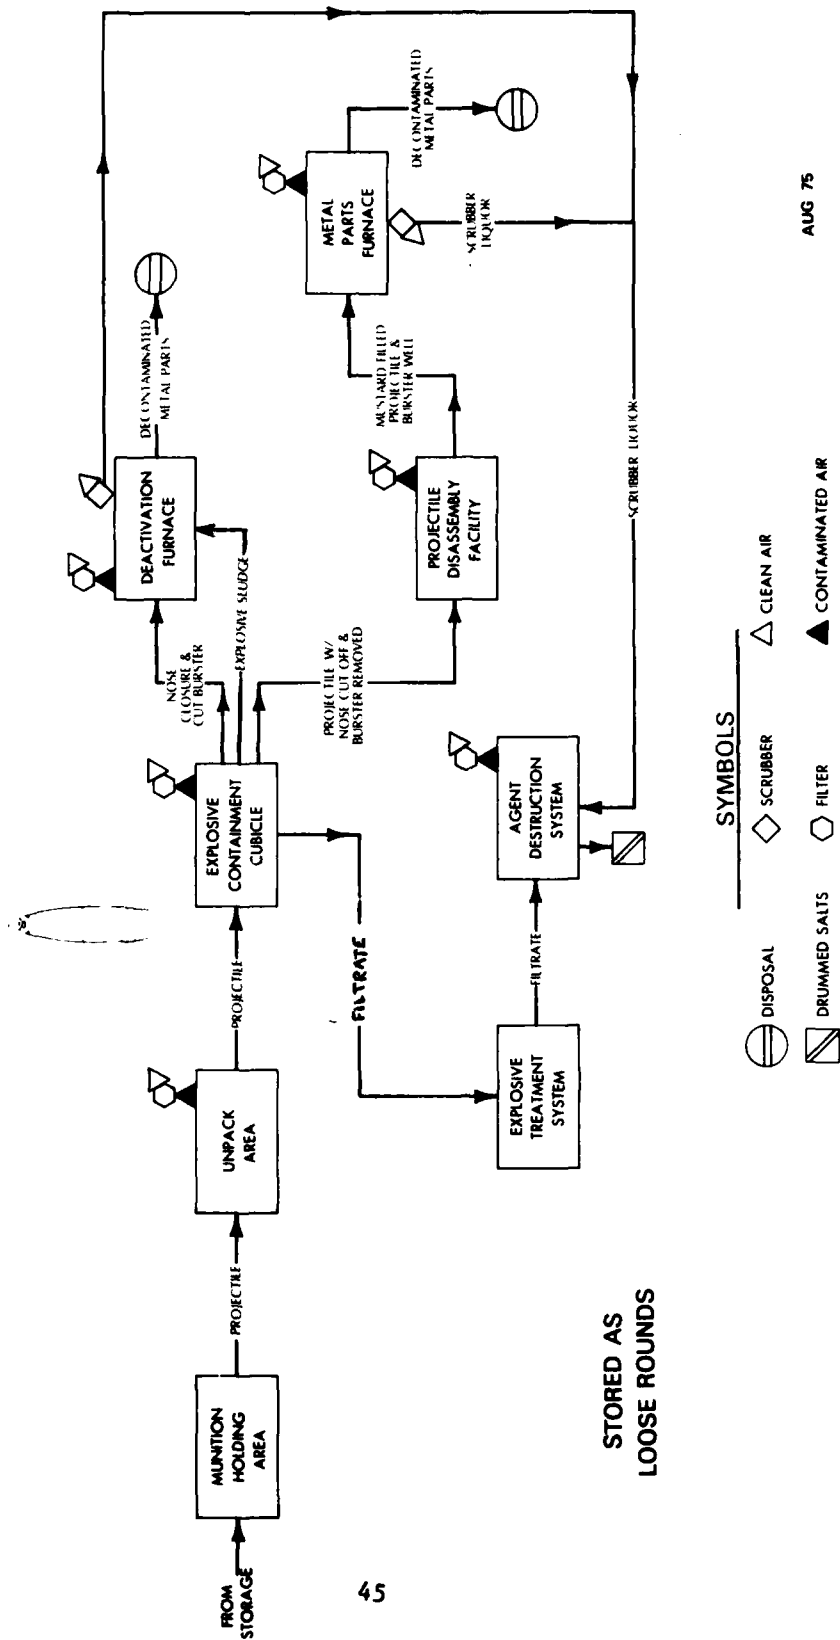 FROM
STORAGE
MUNITION
HOLDING
AREA
PROJECTILE
UNPACK
AREA
PROJECTILE
EXPLOSIVE
CONTAINMENT
CUBICLE
NOSE
CLOSURE &
CUT BURSTER
EXPLOSIVE SLUDGE
DEACTIVATION
FURNACE
DECONTAMINATED
METAL PARTS
PROJECTILE W/
NOSE CUT OFF &
BURSTER REMOVED
PROJECTILE
DISASSEMBLY
FACILITY
MUSTARD FILLED
PROJECTILE &
BURSTER WELL
METAL
PARTS
FURNACE
DECONTAMINATED
METAL PARTS
SCRUBBER
LIQUOR
FILTRATE
EXPLOSIVE
TREATMENT
SYSTEM
FILTRATE
AGENT
DESTRUCTION
SYSTEM
SCRUBBER LIQUOR
STORED AS
LOOSE ROUNDS
SYMBOLS
DISPOSAL
SCRUBBER
CLEAN AIR
DRUMMED SALTS
FILTER
CONTAMINATED AIR
AUG 75
45